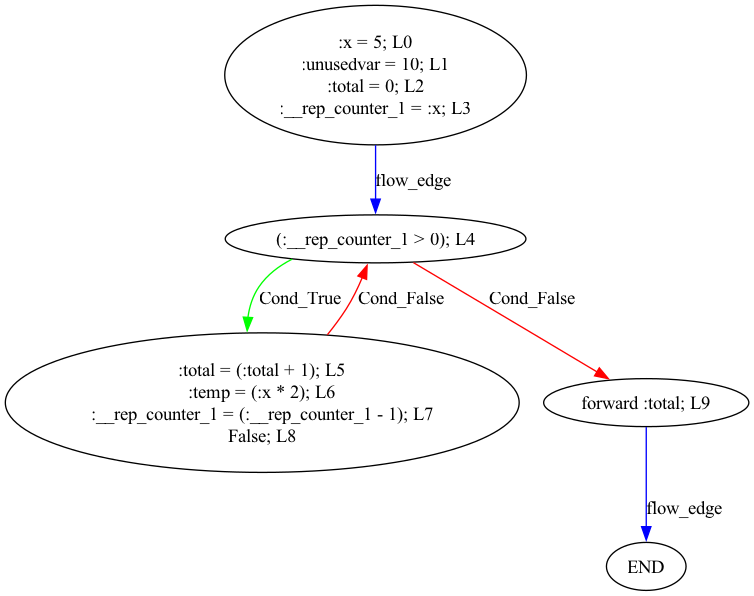 :x = 5; L0
:unusedvar = 10; L1
:total = 0; L2
:__rep_counter_1 = :x; L3
flow_edge
(:__rep_counter_1 > 0); L4
Cond_True
Cond_False
Cond_False
:total = (:total + 1); L5
:temp = (:x * 2); L6
:__rep_counter_1 = (:__rep_counter_1 - 1); L7
False; L8
forward :total; L9
flow_edge
END